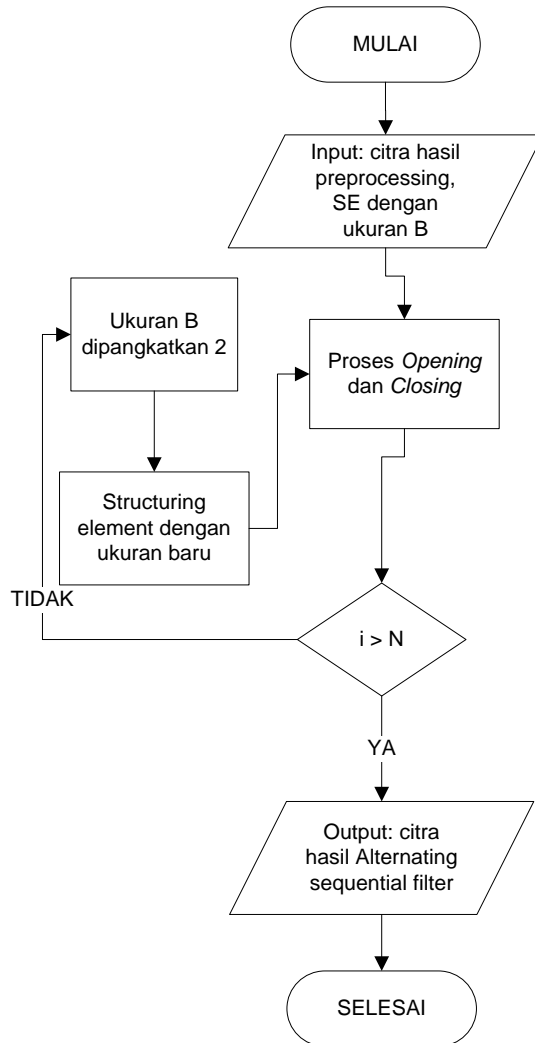 MULAI
Input: citra hasil
preprocessing,
SE dengan
ukuran B
Ukuran B
dipangkatkan 2
Proses Opening
dan Closing
Structuring
element dengan
ukuran baru
TIDAK
i > N
YA
Output: citra
hasil Alternating
sequential filter
SELESAI